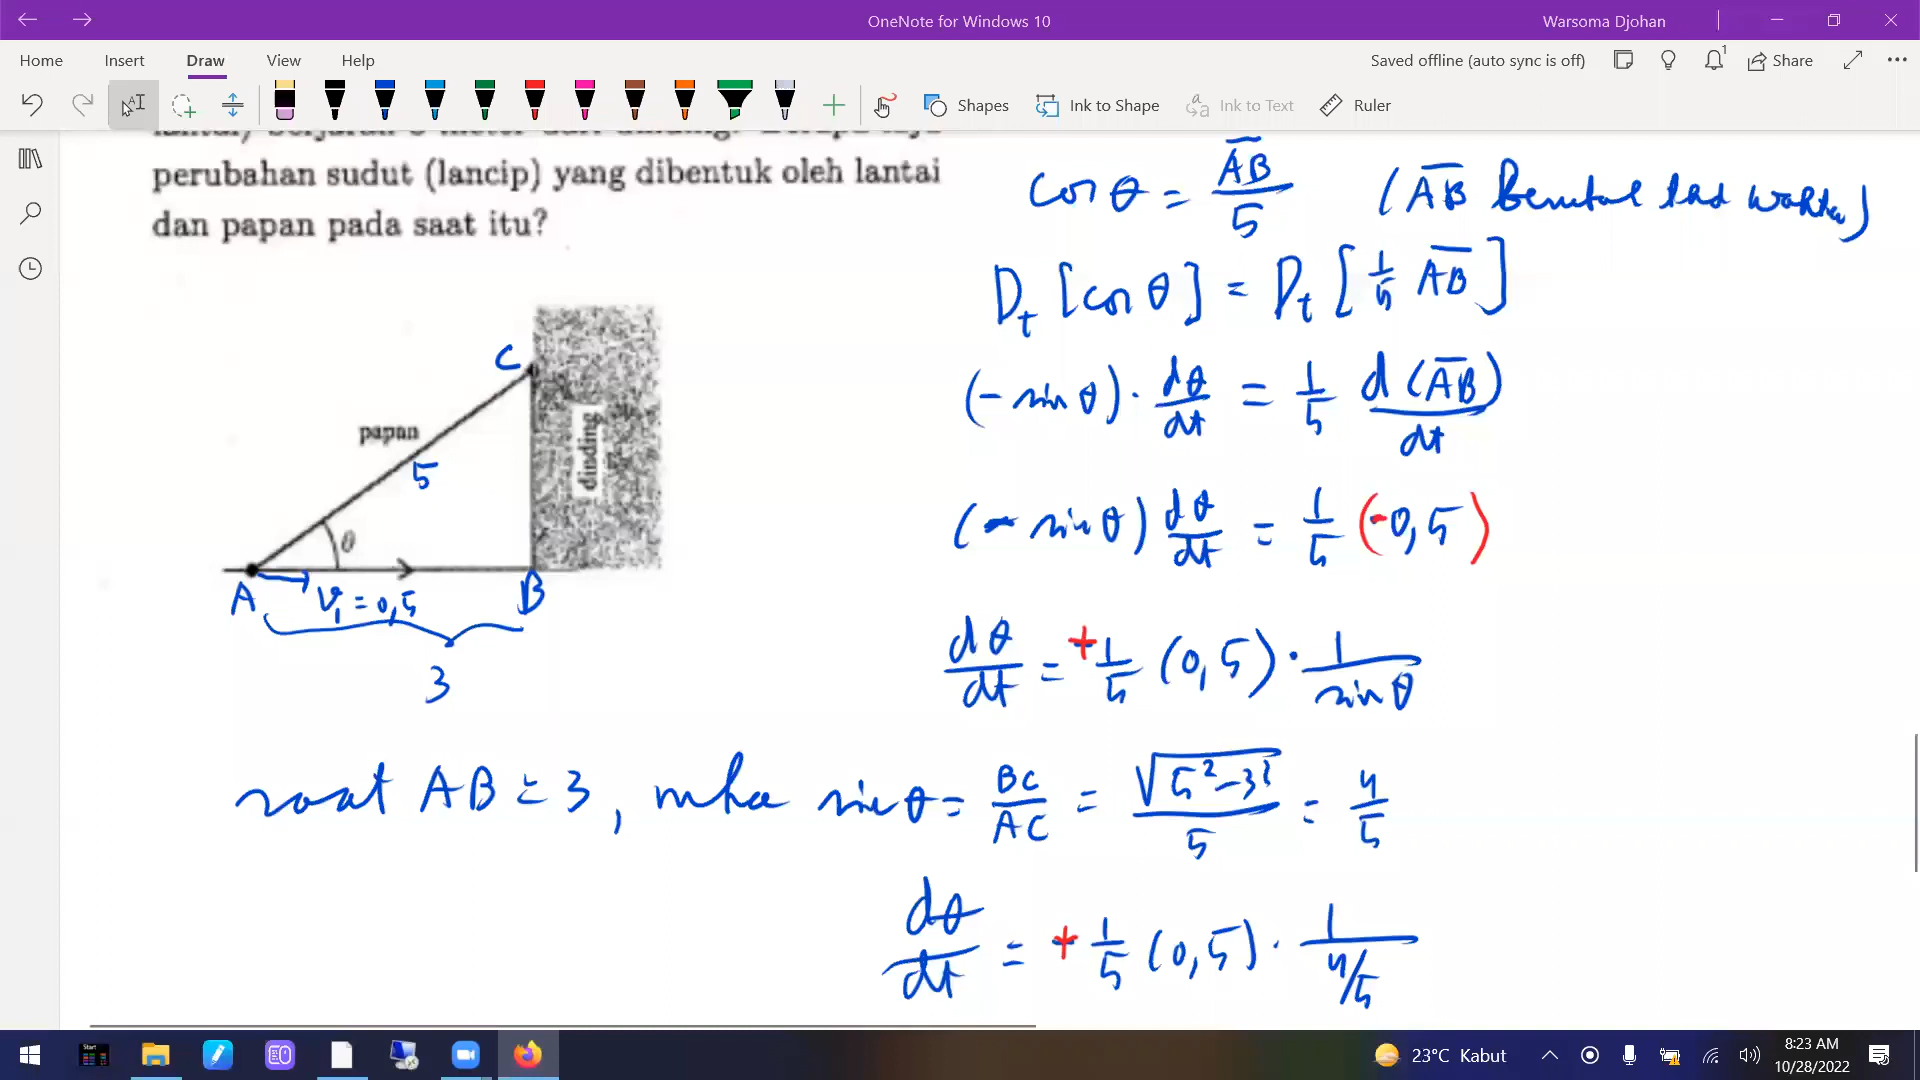 OneNote for Windows 10
Warsoma Djohan
Home Insert Draw View Help
Saved offline (auto sync is off)
1
Share
Shapes
Ink to Shape
Ink to Text
Ruler
perubahan sudut (lancip) yang dibentuk oleh lantai
dan papan pada saat itu?
C
papan
5
dinding
θ
A
V₁ = 0,5
B
3
cos θ = AB / 5 (AB Berubah thd waktu)
Dt [cos θ] = Dt [1/5 AB]
(- sin θ) · dθ/dt = 1/5 d(AB)/dt
(- sin θ) dθ/dt = 1/5 (-0,5)
dθ/dt = + 1/5 (0,5) · 1/sin θ
saat AB = 3, mka sin θ = BC/AC = √(5² - 3²)/5 = 4/5
dθ/dt = + 1/5 (0,5) · 1/(4/5)
Start
23°C Kabut
8:23 AM
10/28/2022